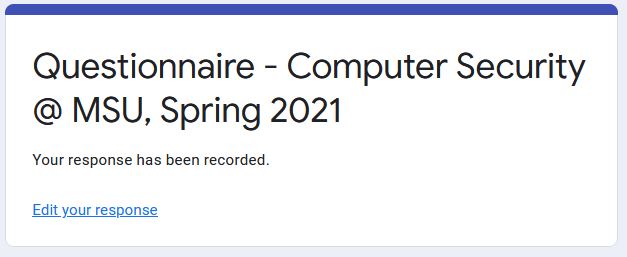 Questionnaire - Computer Security
@ MSU, Spring 2021
Your response has been recorded.
Edit your response